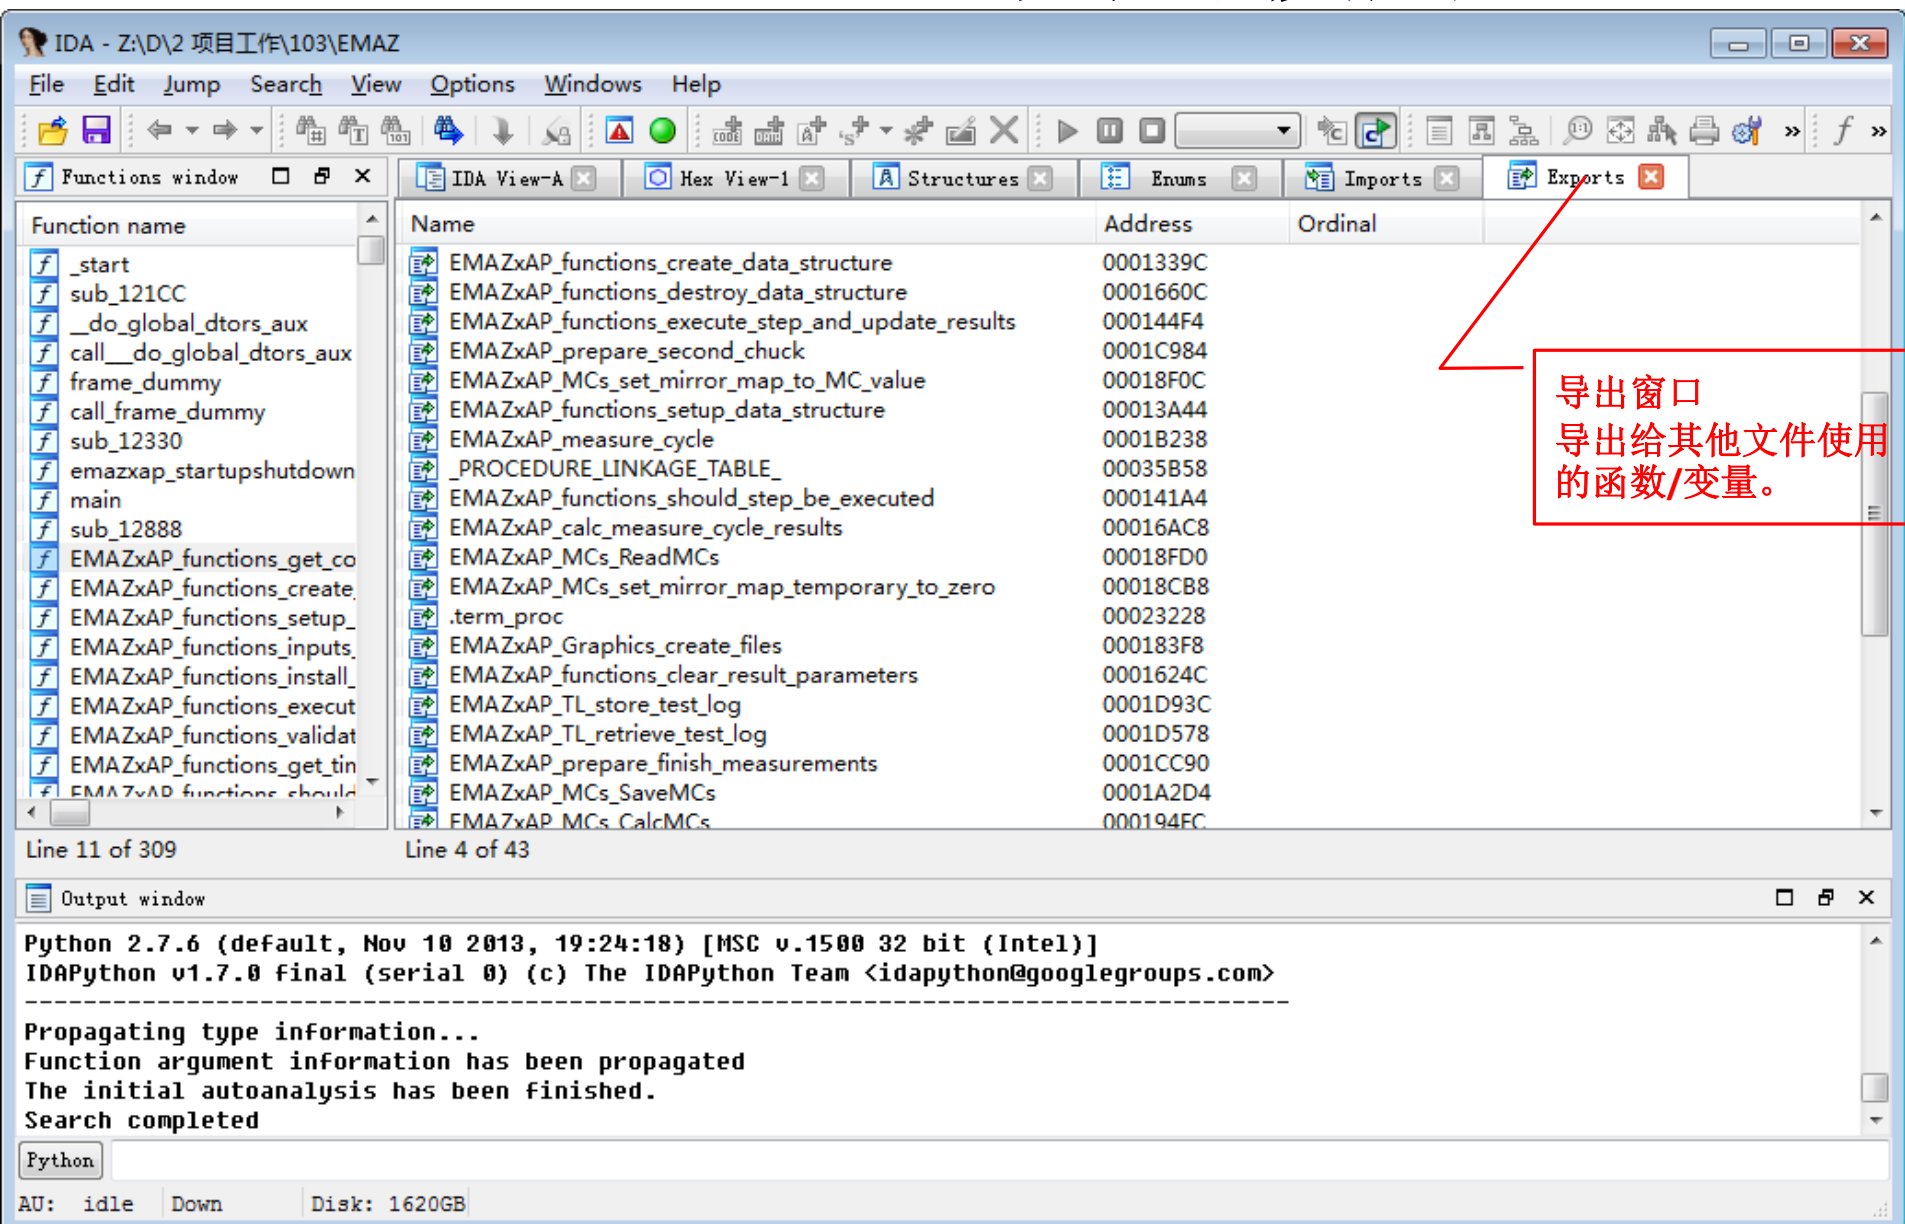 IDA - Z:\D\2 项目工作\103\EMAZ
File Edit Jump Search View Options Windows Help
Functions window
IDA View-A Hex View-1 Structures Enums Imports Exports
Function name
_start
sub_121CC
__do_global_dtors_aux
call___do_global_dtors_aux
frame_dummy
call_frame_dummy
sub_12330
emazxap_startupshutdown
main
sub_12888
EMAZxAP_functions_get_co
EMAZxAP_functions_create_
EMAZxAP_functions_setup_
EMAZxAP_functions_inputs_
EMAZxAP_functions_install_
EMAZxAP_functions_execut
EMAZxAP_functions_validat
EMAZxAP_functions_get_tin
EMAZxAP_functions_should
Line 11 of 309
Name Address Ordinal
EMAZxAP_functions_create_data_structure 0001339C
EMAZxAP_functions_destroy_data_structure 0001660C
EMAZxAP_functions_execute_step_and_update_results 000144F4
EMAZxAP_prepare_second_chuck 0001C984
EMAZxAP_MCs_set_mirror_map_to_MC_value 00018F0C
EMAZxAP_functions_setup_data_structure 00013A44
EMAZxAP_measure_cycle 0001B238
_PROCEDURE_LINKAGE_TABLE_ 00035B58
EMAZxAP_functions_should_step_be_executed 000141A4
EMAZxAP_calc_measure_cycle_results 00016AC8
EMAZxAP_MCs_ReadMCs 00018FD0
EMAZxAP_MCs_set_mirror_map_temporary_to_zero 00018CB8
.term_proc 00023228
EMAZxAP_Graphics_create_files 000183F8
EMAZxAP_functions_clear_result_parameters 0001624C
EMAZxAP_TL_store_test_log 0001D93C
EMAZxAP_TL_retrieve_test_log 0001D578
EMAZxAP_prepare_finish_measurements 0001CC90
EMAZxAP_MCs_SaveMCs 0001A2D4
EMAZxAP_MCs_CalcMCs 000194FC
Line 4 of 43
导出窗口
导出给其他文件使用
的函数/变量。
Output window
Python 2.7.6 (default, Nov 10 2013, 19:24:18) [MSC v.1500 32 bit (Intel)]
IDAPython v1.7.0 final (serial 0) (c) The IDAPython Team <idapython@googlegroups.com>
-----------------------------------------------------------------------------------------
Propagating type information...
Function argument information has been propagated
The initial autoanalysis has been finished.
Search completed
Python
AU: idle Down Disk: 1620GB